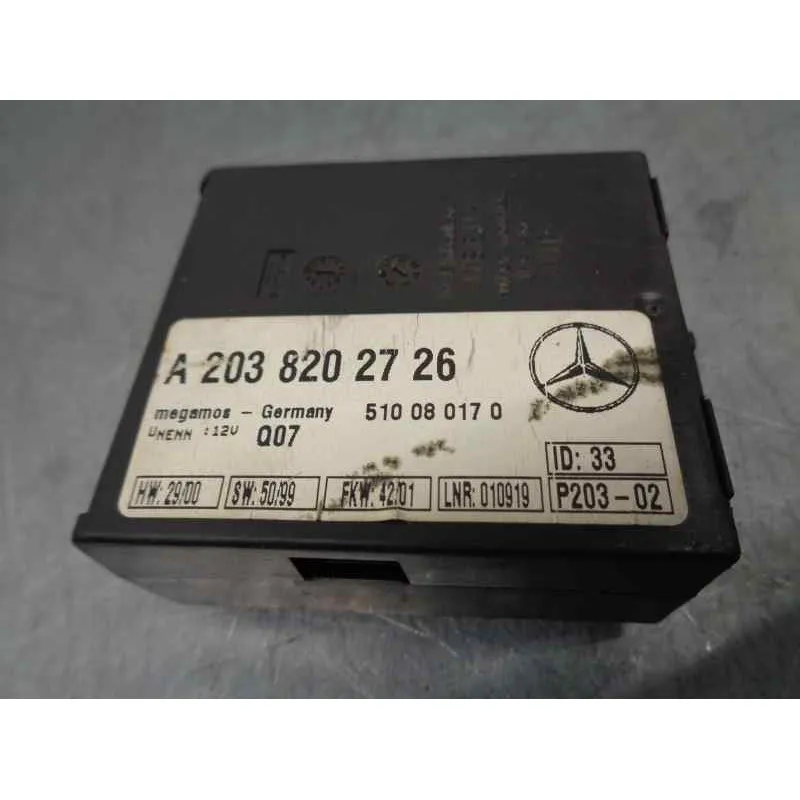 A 203 820 27 26
megamos - Germany 510 08 017 0
UNENN :12V Q07
ID: 33
HW: 29/00 SW: 50/99 FKW: 42/01 LNR: 010919 P203-02